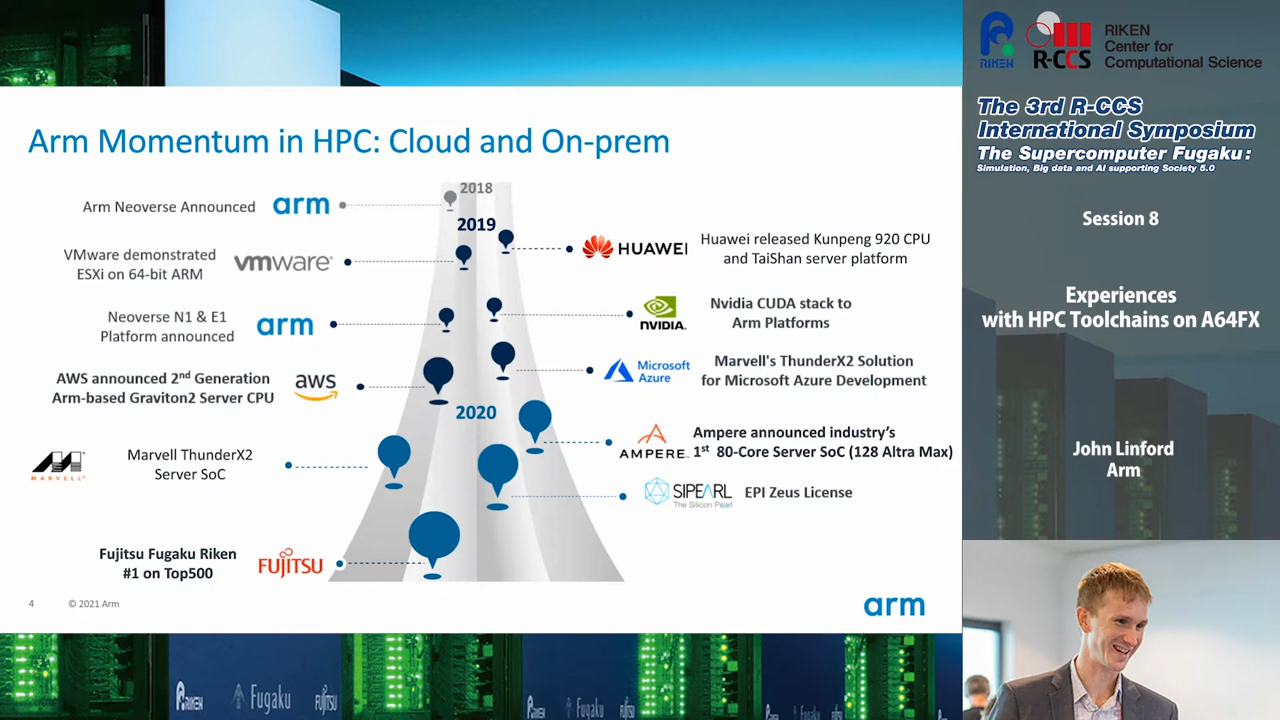 Arm Momentum in HPC: Cloud and On-prem
2018
Arm Neoverse Announced
arm
2019
HUAWEI
Huawei released Kunpeng 920 CPU
and TaiShan server platform
VMware demonstrated
ESXi on 64-bit ARM
vmware
NVIDIA.
Nvidia CUDA stack to
Arm Platforms
Neoverse N1 & E1
Platform announced
arm
Microsoft
Azure
Marvell's ThunderX2 Solution
for Microsoft Azure Development
AWS announced 2nd Generation
Arm-based Graviton2 Server CPU
aws
2020
AMPERE
Ampere announced industry's
1st 80-Core Server SoC (128 Altra Max)
MARVELL
Marvell ThunderX2
Server SoC
SIPEARL
The Silicon Pearl
EPI Zeus License
Fujitsu Fugaku Riken
#1 on Top500
FUJITSU
4 © 2021 Arm
arm
RIKEN
Fugaku
FUJITSU
RIKEN
Fugaku
FUJITSU
Fugaku
RIKEN
R-CCS
RIKEN
Center for
Computational Science
The 3rd R-CCS
International Symposium
The Supercomputer Fugaku:
Simulation, Big data and AI supporting Society 5.0
Session 8
Experiences
with HPC Toolchains on A64FX
John Linford
Arm